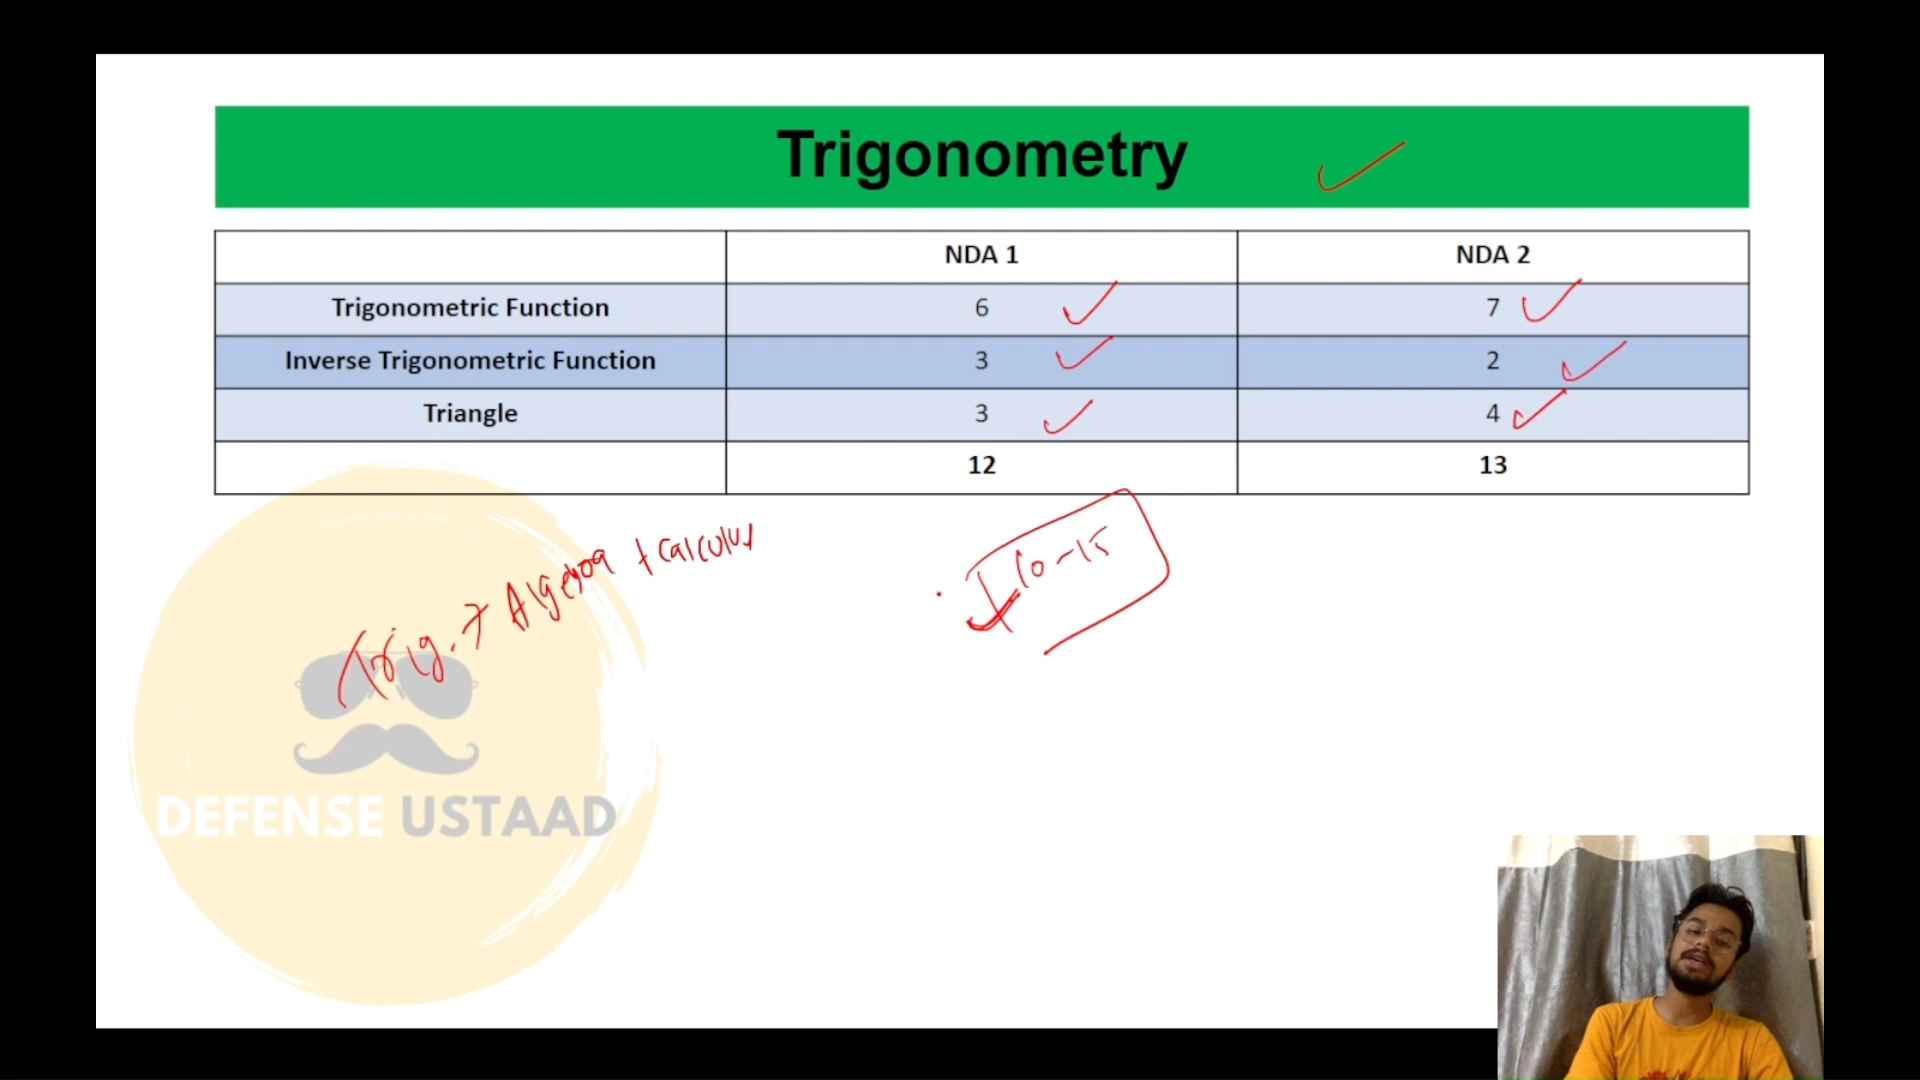 Trigonometry
NDA 1 NDA 2
Trigonometric Function 6 7
Inverse Trigonometric Function 3 2
Triangle 3 4
12 13
Trig. → Algebra + Calculus
10-15
DEFENSE USTAAD